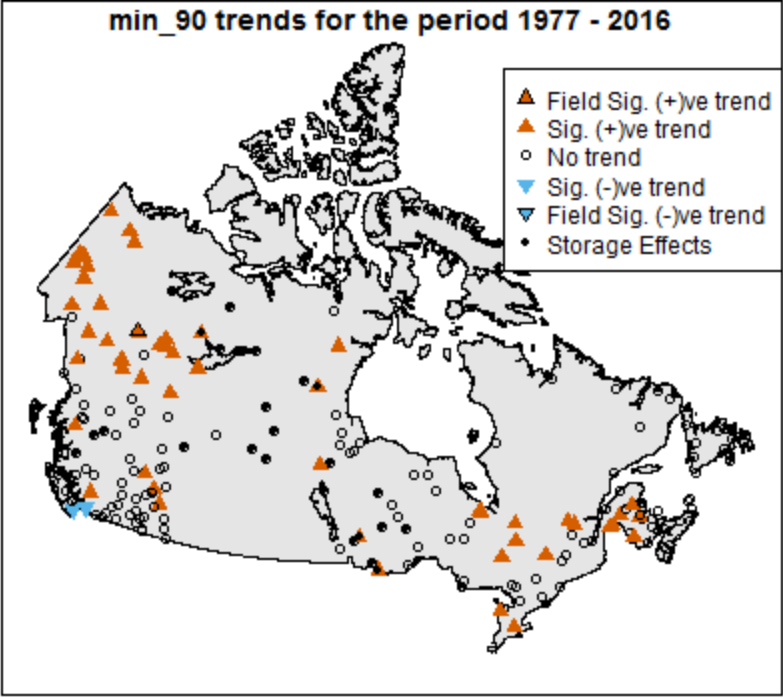 min_90 trends for the period 1977 - 2016
Field Sig. (+)ve trend
Sig. (+)ve trend
No trend
Sig. (-)ve trend
Field Sig. (-)ve trend
Storage Effects